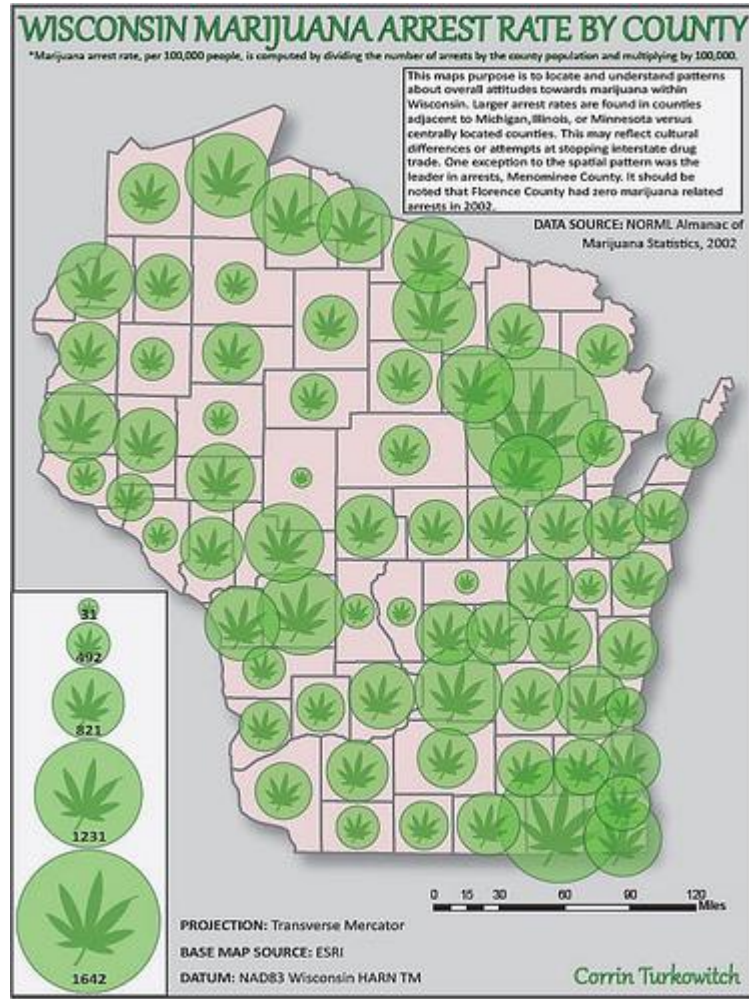 WISCONSIN MARIJUANA ARREST RATE BY COUNTY
*Marijuana arrest rate, per 100,000 people, is computed by dividing the number of arrests by the county population and multiplying by 100,000.
This maps purpose is to locate and understand patterns
about overall attitudes towards marijuana within
Wisconsin. Larger arrest rates are found in counties
adjacent to Michigan,Illinois, or Minnesota versus
centrally located counties. This may reflect cultural
differences or attempts at stopping interstate drug
trade. One exception to the spatial pattern was the
leader in arrests, Menominee County. It should be
noted that Florence County had zero marijuana related
arrests in 2002.
DATA SOURCE: NORML Almanac of
Marijuana Statistics, 2002
31
492
821
1231
1642
0 15 30 60 90 120
Miles
PROJECTION: Transverse Mercator
BASE MAP SOURCE: ESRI
DATUM: NAD83 Wisconsin HARN TM
Corrin Turkowitch